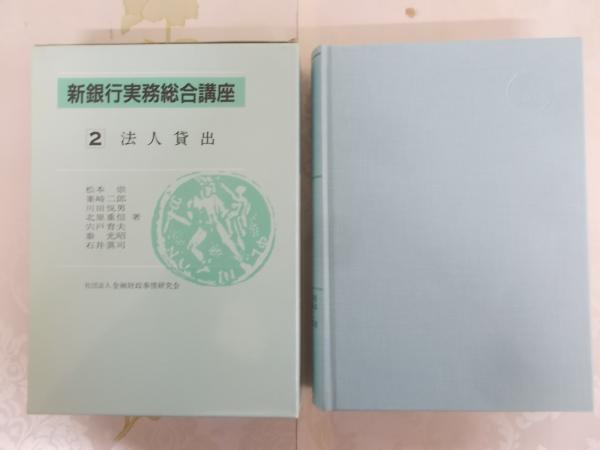 新銀行実務総合講座
2 法人貸出
松本 崇
峯崎二郎
川田悦男
北原重信 著
宍戸育夫
秦 光昭
石井眞司
社団法人 金融財政事情研究会